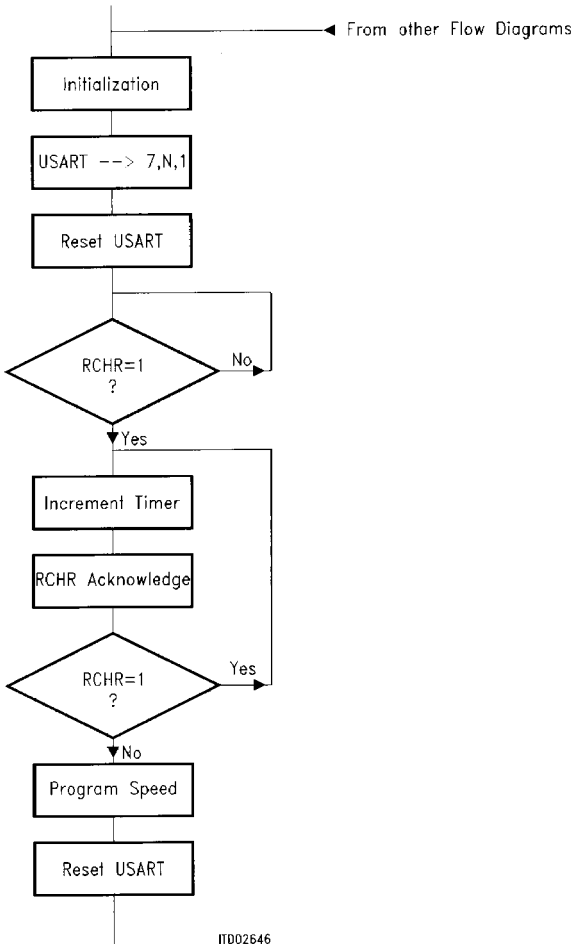 From other Flow Diagrams
Initialization
USART --> 7,N,1
Reset USART
RCHR=1
?
No
Yes
Increment Timer
RCHR Acknowledge
RCHR=1
?
Yes
No
Program Speed
Reset USART
ITD02646